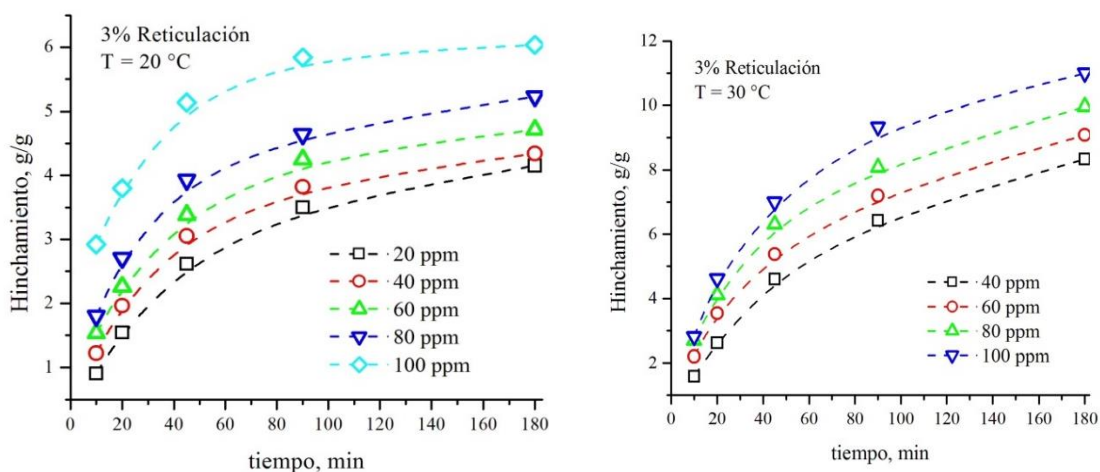 3% Reticulación
T = 20 °C
Hinchamiento, g/g
6
5
4
3
2
1
20 ppm
40 ppm
60 ppm
80 ppm
100 ppm
0 20 40 60 80 100 120 140 160 180
tiempo, min
3% Reticulación
T = 30 °C
Hinchamiento, g/g
12
10
8
6
4
2
40 ppm
60 ppm
80 ppm
100 ppm
0 20 40 60 80 100 120 140 160 180
tiempo, min